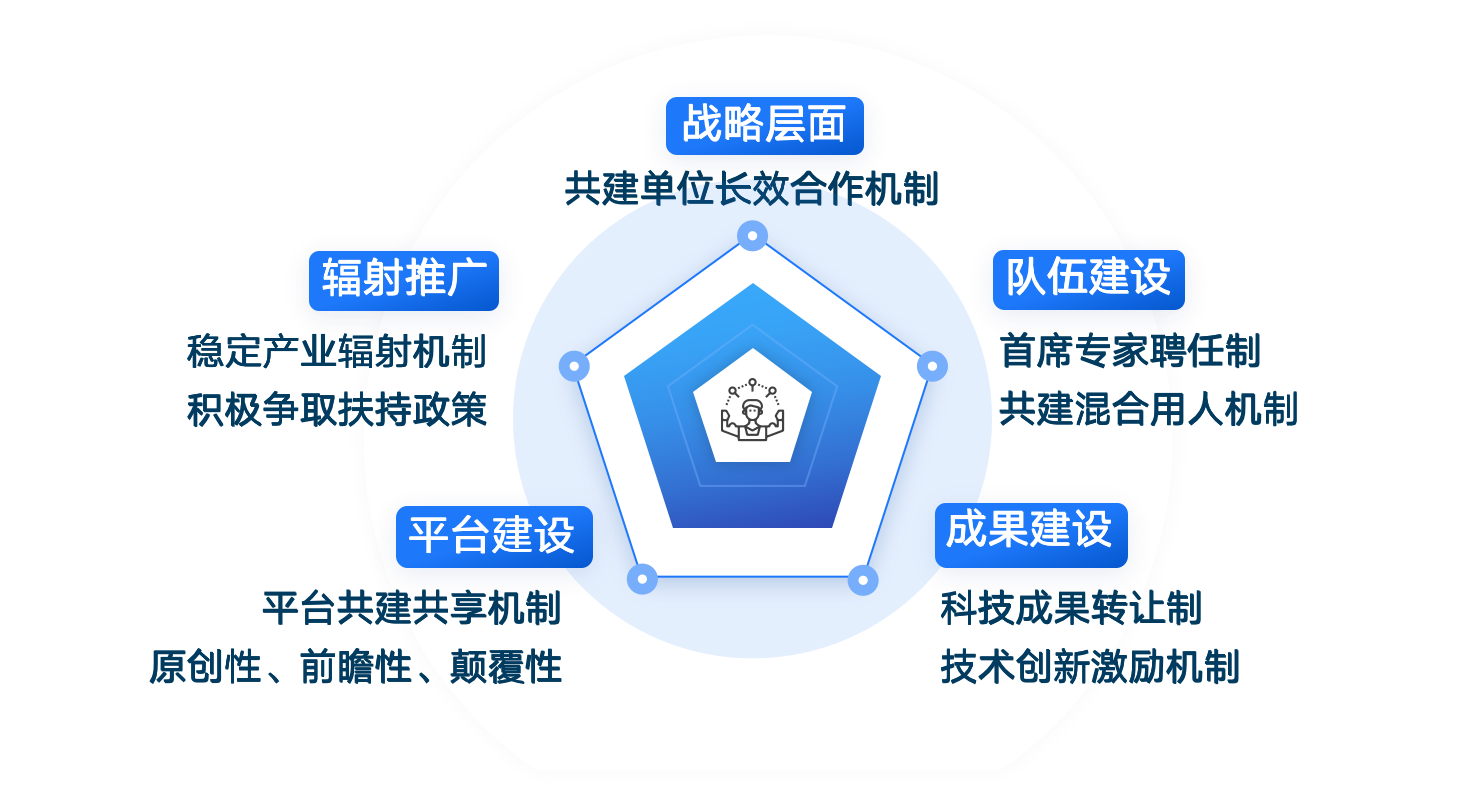 战略层面
共建单位长效合作机制
辐射推广
稳定产业辐射机制
积极争取扶持政策
队伍建设
首席专家聘任制
共建混合用人机制
平台建设
平台共建共享机制
原创性、前瞻性、颠覆性
成果建设
科技成果转让制
技术创新激励机制